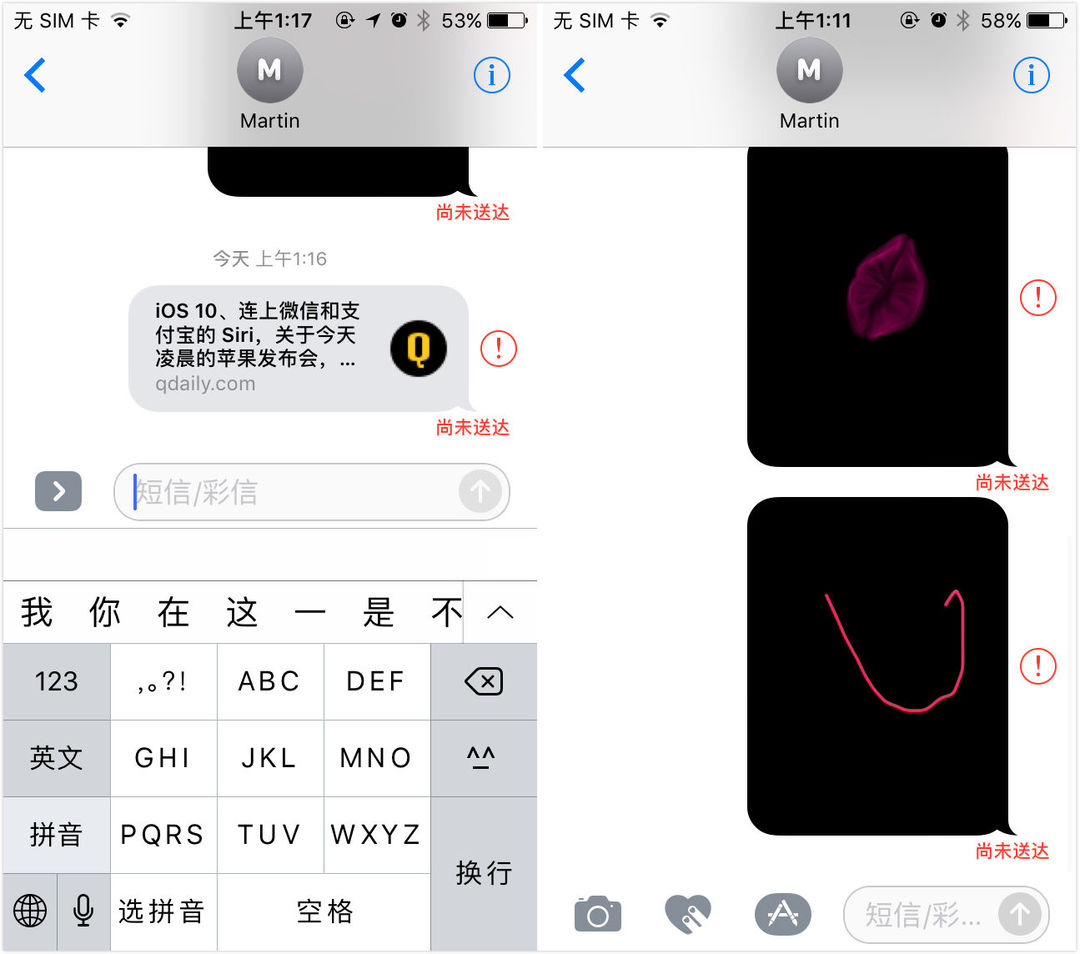 无 SIM 卡 上午1:17 53%
M
Martin
尚未送达
今天 上午1:16
iOS 10、连上微信和支
付宝的 Siri，关于今天
凌晨的苹果发布会，...
qdaily.com
Q
尚未送达
短信/彩信
我 你 在 这 一 是 不
123 ,。?! ABC DEF
英文 GHI JKL MNO ^^
拼音 PQRS TUV WXYZ
换行
选拼音 空格
无 SIM 卡 上午1:11 58%
M
Martin
尚未送达
尚未送达
短信/彩...